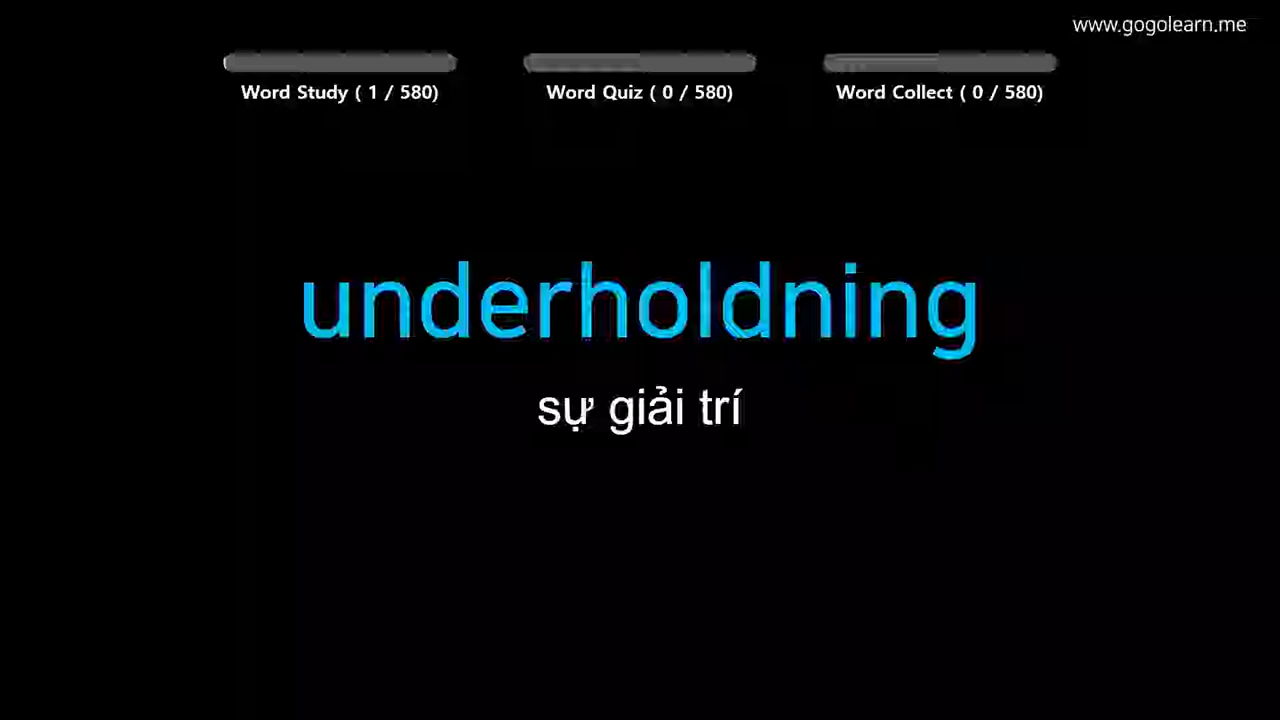 www.gogolearn.me
Word Study ( 1 / 580)
Word Quiz ( 0 / 580)
Word Collect ( 0 / 580)
underholdning
sự giải trí